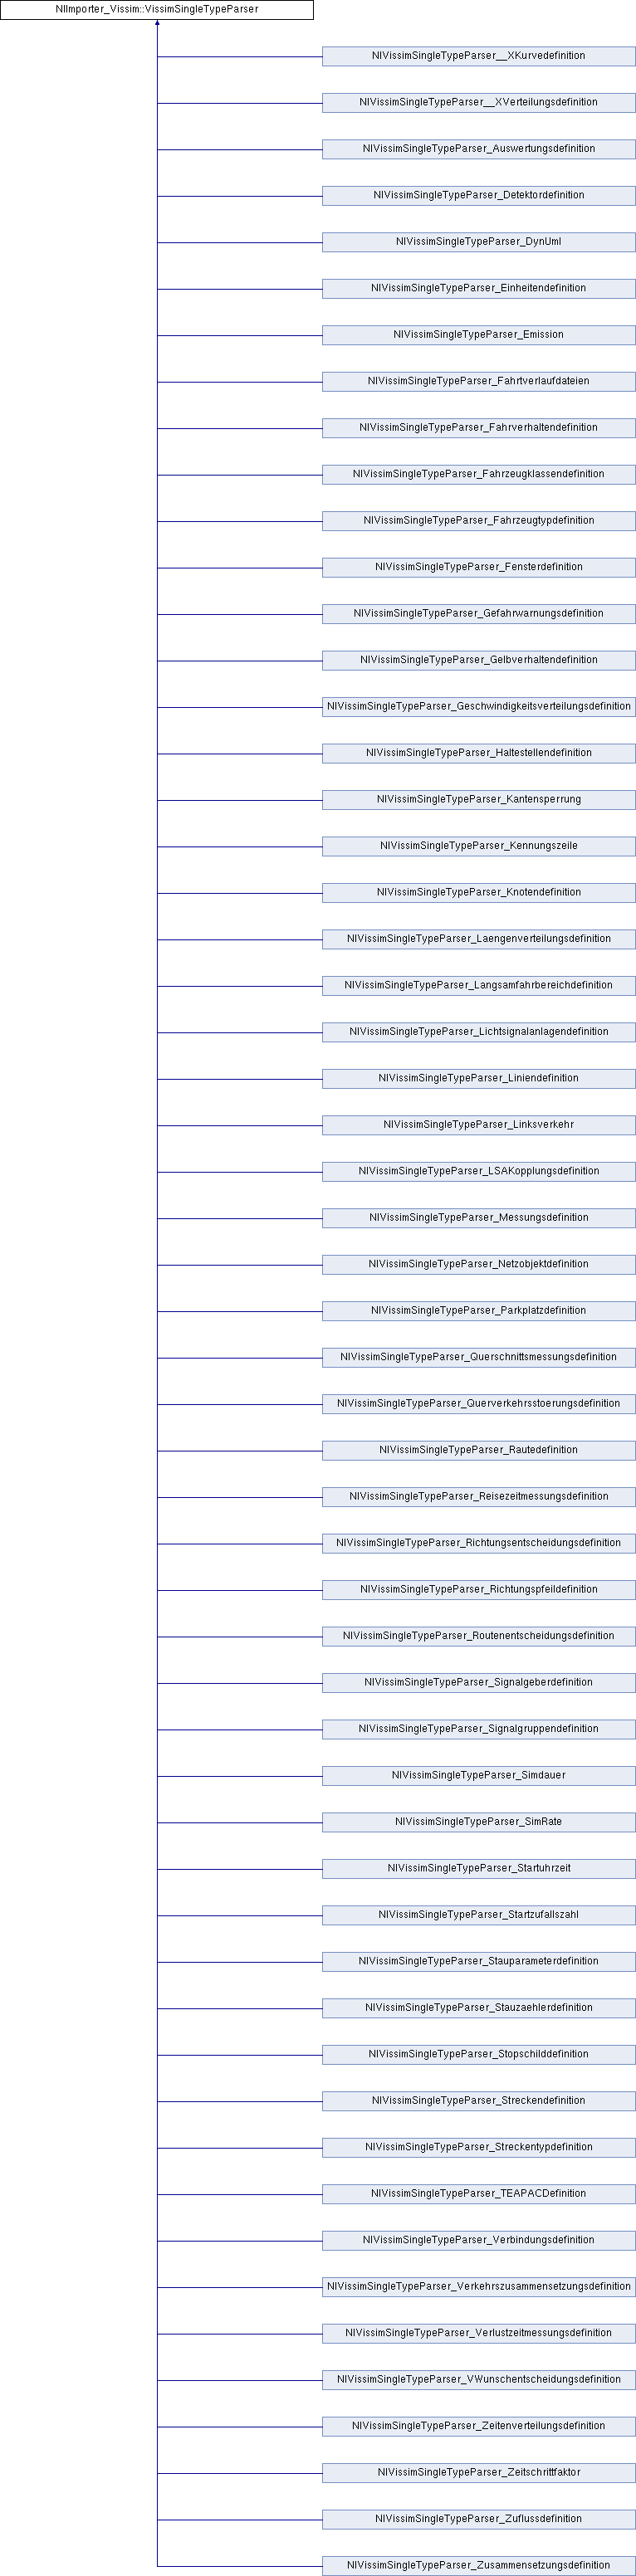 NIImporter_Vissim::VissimSingleTypeParser
NIVissimSingleTypeParser__XKurvedefinition
NIVissimSingleTypeParser__XVerteilungsdefinition
NIVissimSingleTypeParser_Auswertungsdefinition
NIVissimSingleTypeParser_Detektordefinition
NIVissimSingleTypeParser_DynUml
NIVissimSingleTypeParser_Einheitendefinition
NIVissimSingleTypeParser_Emission
NIVissimSingleTypeParser_Fahrtverlaufdateien
NIVissimSingleTypeParser_Fahrverhaltendefinition
NIVissimSingleTypeParser_Fahrzeugklassendefinition
NIVissimSingleTypeParser_Fahrzeugtypdefinition
NIVissimSingleTypeParser_Fensterdefinition
NIVissimSingleTypeParser_Gefahrwarnungsdefinition
NIVissimSingleTypeParser_Gelbverhaltendefinition
NIVissimSingleTypeParser_Geschwindigkeitsverteilungsdefinition
NIVissimSingleTypeParser_Haltestellendefinition
NIVissimSingleTypeParser_Kantensperrung
NIVissimSingleTypeParser_Kennungszeile
NIVissimSingleTypeParser_Knotendefinition
NIVissimSingleTypeParser_Laengenverteilungsdefinition
NIVissimSingleTypeParser_Langsamfahrbereichdefinition
NIVissimSingleTypeParser_Lichtsignalanlagendefinition
NIVissimSingleTypeParser_Liniendefinition
NIVissimSingleTypeParser_Linksverkehr
NIVissimSingleTypeParser_LSAKopplungsdefinition
NIVissimSingleTypeParser_Messungsdefinition
NIVissimSingleTypeParser_Netzobjektdefinition
NIVissimSingleTypeParser_Parkplatzdefinition
NIVissimSingleTypeParser_Querschnittsmessungsdefinition
NIVissimSingleTypeParser_Querverkehrsstoerungsdefinition
NIVissimSingleTypeParser_Rautedefinition
NIVissimSingleTypeParser_Reisezeitmessungsdefinition
NIVissimSingleTypeParser_Richtungsentscheidungsdefinition
NIVissimSingleTypeParser_Richtungspfeildefinition
NIVissimSingleTypeParser_Routenentscheidungsdefinition
NIVissimSingleTypeParser_Signalgeberdefinition
NIVissimSingleTypeParser_Signalgruppendefinition
NIVissimSingleTypeParser_Simdauer
NIVissimSingleTypeParser_SimRate
NIVissimSingleTypeParser_Startuhrzeit
NIVissimSingleTypeParser_Startzufallszahl
NIVissimSingleTypeParser_Stauparameterdefinition
NIVissimSingleTypeParser_Stauzaehlerdefinition
NIVissimSingleTypeParser_Stopschilddefinition
NIVissimSingleTypeParser_Streckendefinition
NIVissimSingleTypeParser_Streckentypdefinition
NIVissimSingleTypeParser_TEAPACDefinition
NIVissimSingleTypeParser_Verbindungsdefinition
NIVissimSingleTypeParser_Verkehrszusammensetzungsdefinition
NIVissimSingleTypeParser_Verlustzeitmessungsdefinition
NIVissimSingleTypeParser_VWunschentscheidungsdefinition
NIVissimSingleTypeParser_Zeitenverteilungsdefinition
NIVissimSingleTypeParser_Zeitschrittfaktor
NIVissimSingleTypeParser_Zuflussdefinition
NIVissimSingleTypeParser_Zusammensetzungsdefinition